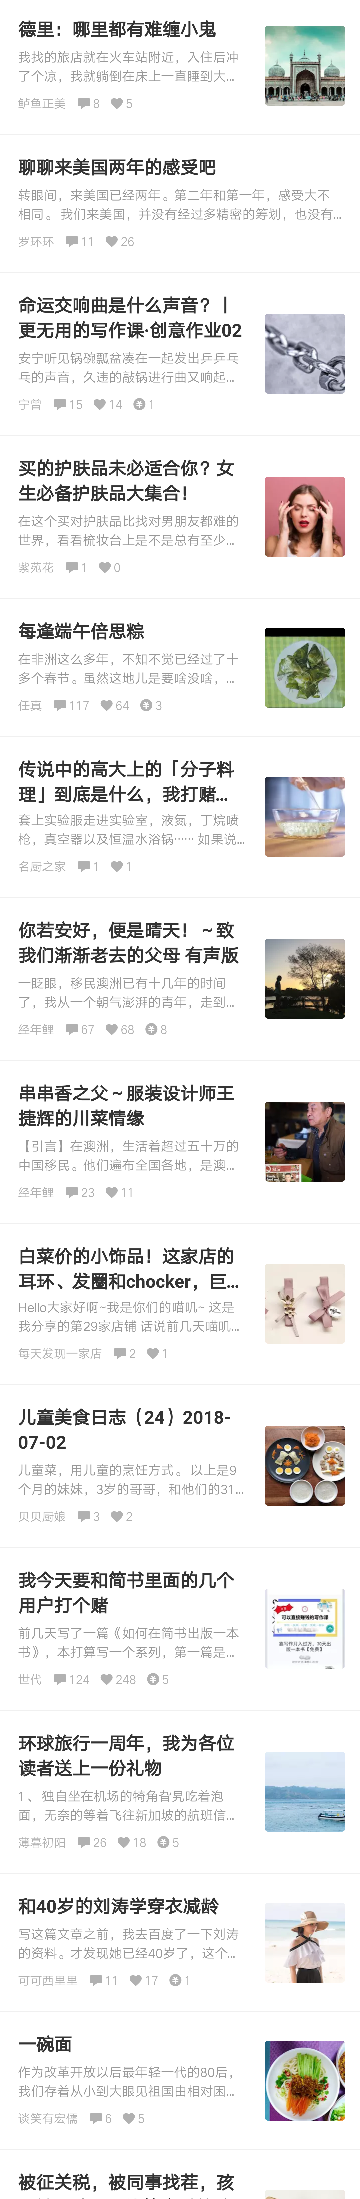 德里：哪里都有难缠小鬼
我找的旅店就在火车站附近，入住后冲
了个凉，我就躺倒在床上一直睡到大...
鲈鱼正美 8 5
聊聊来美国两年的感受吧
转眼间，来美国已经两年。第二年和第一年，感受大不
相同。 我们来美国，并没有经过多精密的筹划，也没有...
罗环环 11 26
命运交响曲是什么声音？丨
更无用的写作课·创意作业02
安宁听见锅碗瓢盆凑在一起发出乒乒乓
乓的声音，久违的敲锅进行曲又响起...
宁曾 15 14 1
买的护肤品未必适合你？女
生必备护肤品大集合！
在这个买对护肤品比找对男朋友都难的
世界，看看梳妆台上是不是总有至少...
裳苑花 1 0
每逢端午倍思粽
在非洲这么多年，不知不觉已经过了十
多个春节。虽然这地儿是要啥没啥，...
任真 117 64 3
传说中的高大上的「分子料
理」到底是什么，我打赌...
套上实验服走进实验室，液氮，丁烷喷
枪，真空器以及恒温水浴锅⋯⋯ 如果说...
名厨之家 1 1
你若安好，便是晴天！～致
我们渐渐老去的父母 有声版
一眨眼，移民澳洲已有十几年的时间
了，我从一个朝气澎湃的青年，走到...
经年鲤 67 68 8
串串香之父～服装设计师王
捷辉的川菜情缘
【引言】在澳洲，生活着超过五十万的
中国移民。他们遍布全国各地，是澳...
经年鲤 23 11
白菜价的小饰品！这家店的
耳环、发圈和chocker，巨...
Hello大家好啊~我是你们的喵叽~ 这是
我分享的第29家店铺 话说前几天喵叽...
每天发现一家店 2 1
儿童美食日志（24）2018-
07-02
儿童菜，用儿童的烹饪方式。 以上是9
个月的妹妹，3岁的哥哥，和他们的31...
贝贝厨娘 3 2
我今天要和简书里面的几个
用户打个赌
前几天写了一篇《如何在简书出版一本
书》，本打算写一个系列，第一篇是...
世代 124 248 5
环球旅行一周年，我为各位
读者送上一份礼物
1、 独自坐在机场的犄角旮旯吃着泡
面，无奈的等着飞往新加坡的航班信...
薄暮初阳 26 18 5
和40岁的刘涛学穿衣减龄
写这篇文章之前，我去百度了一下刘涛
的资料。才发现她已经40岁了，这个...
可可西里里 11 17 1
一碗面
作为改革开放以后最年轻一代的80后，
我们存着从小到大眼见祖国由相对困...
谈笑有宏儒 6 5
被征关税，被同事找茬，孩